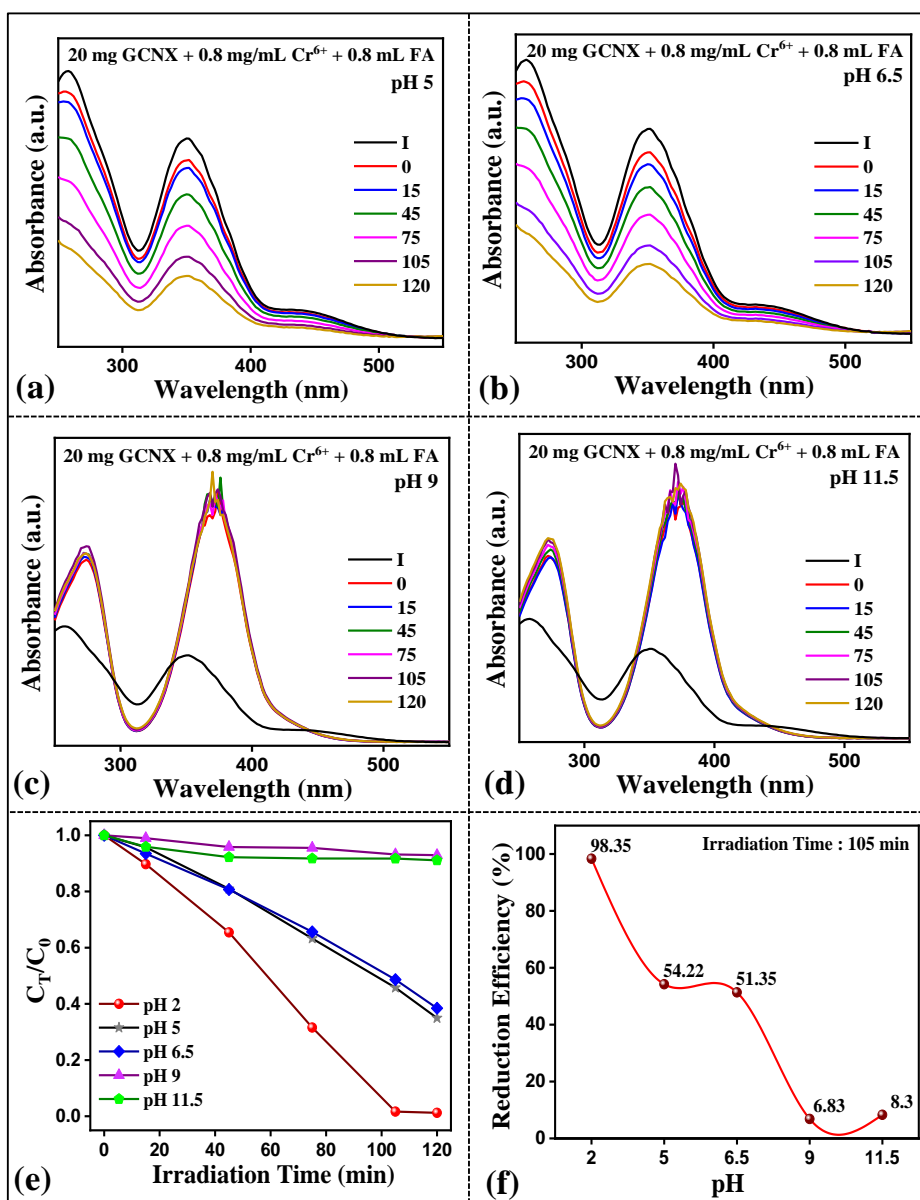 20 mg GCNX + 0.8 mg/mL Cr⁶⁺ + 0.8 mL FA
pH 5
I
0
15
45
75
105
120
Absorbance (a.u.)
300
400
500
Wavelength (nm)
(a)
20 mg GCNX + 0.8 mg/mL Cr⁶⁺ + 0.8 mL FA
pH 6.5
I
0
15
45
75
105
120
Absorbance (a.u.)
300
400
500
Wavelength (nm)
(b)
20 mg GCNX + 0.8 mg/mL Cr⁶⁺ + 0.8 mL FA
pH 9
I
0
15
45
75
105
120
Absorbance (a.u.)
300
400
500
Wavelength (nm)
(c)
20 mg GCNX + 0.8 mg/mL Cr⁶⁺ + 0.8 mL FA
pH 11.5
I
0
15
45
75
105
120
Absorbance (a.u.)
300
400
500
Wavelength (nm)
(d)
1.0
0.8
0.6
0.4
0.2
0.0
C_T/C_0
pH 2
pH 5
pH 6.5
pH 9
pH 11.5
0
20
40
60
80
100
120
Irradiation Time (min)
(e)
Irradiation Time : 105 min
98.35
54.22
51.35
6.83
8.3
100
80
60
40
20
0
Reduction Efficiency (%)
2
5
6.5
9
11.5
pH
(f)